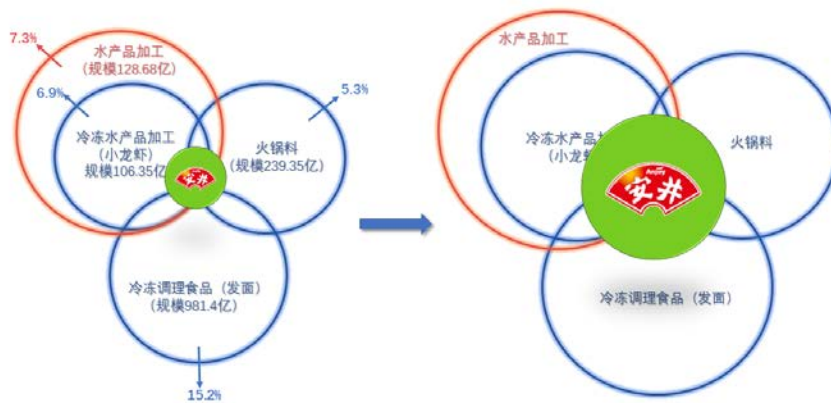 7.3%
水产品加工
(规模128.68亿)
6.9%
冷冻水产品加工
(小龙虾)
规模106.35亿
5.3%
火锅料
(规模239.35亿)
冷冻调理食品（发面）
(规模981.4亿)
15.2%
水产品加工
冷冻水产品
(小龙
火锅料
Anjoy
安井
冷冻调理食品（发面）